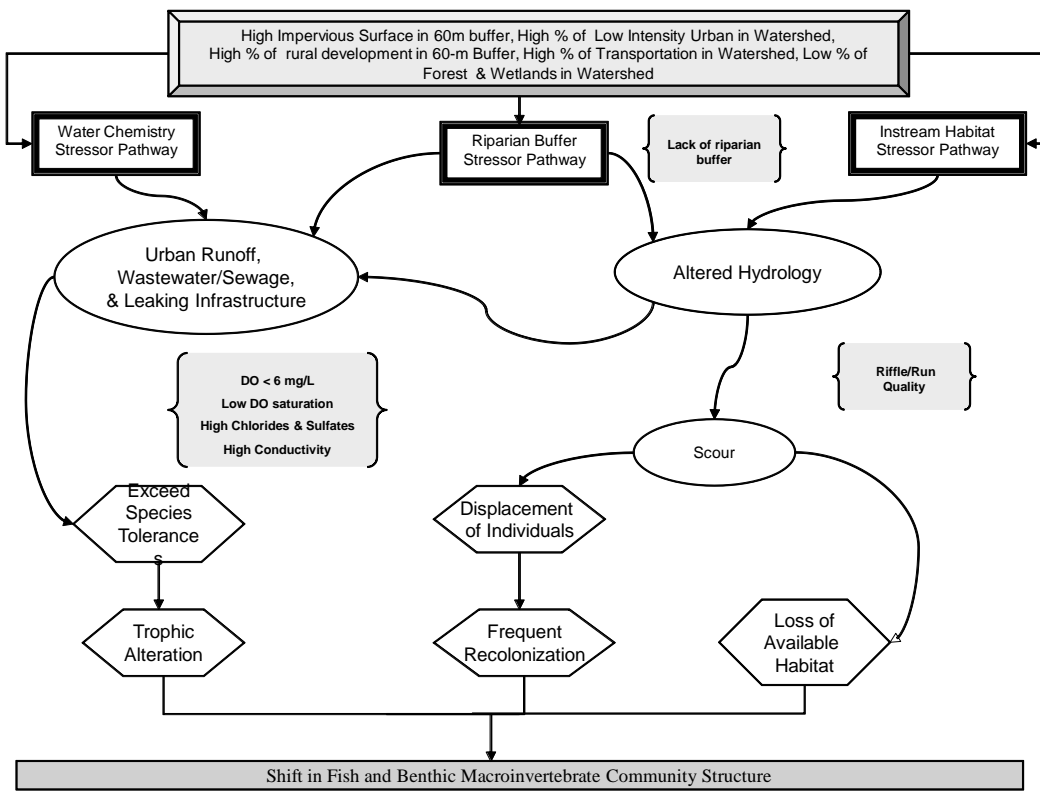 High Impervious Surface in 60m buffer, High % of Low Intensity Urban in Watershed,
High % of rural development in 60-m Buffer, High % of Transportation in Watershed, Low % of
Forest & Wetlands in Watershed
Water Chemistry
Stressor Pathway
Riparian Buffer
Stressor Pathway
Lack of riparian
buffer
Instream Habitat
Stressor Pathway
Urban Runoff,
Wastewater/Sewage,
& Leaking Infrastructure
Altered Hydrology
DO < 6 mg/L
Low DO saturation
High Chlorides & Sulfates
High Conductivity
Riffle/Run
Quality
Scour
Exceed
Species
Tolerance
s
Displacement
of Individuals
Trophic
Alteration
Frequent
Recolonization
Loss of
Available
Habitat
Shift in Fish and Benthic Macroinvertebrate Community Structure